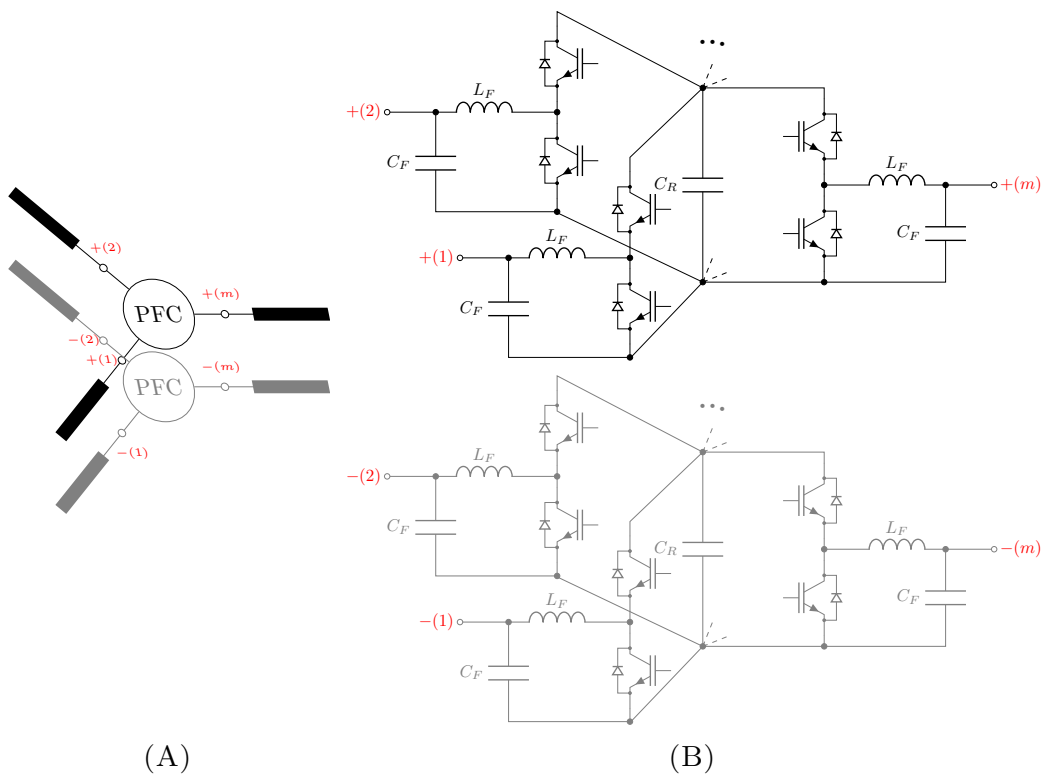 +(2)
+(m)
PFC
−(2)
+(1)
−(m)
PFC
−(1)
(A)
...
+(2)
L_F
C_F
C_R
L_F
+(m)
C_F
+(1)
L_F
C_F
...
−(2)
L_F
C_F
C_R
L_F
−(m)
C_F
−(1)
L_F
C_F
(B)